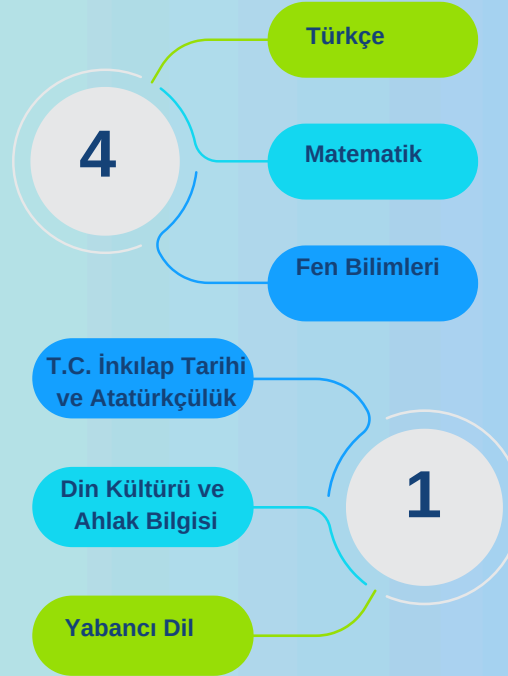 Türkçe
4
Matematik
Fen Bilimleri
T.C. İnkılap Tarihi
ve Atatürkçülük
Din Kültürü ve
Ahlak Bilgisi
1
Yabancı Dil